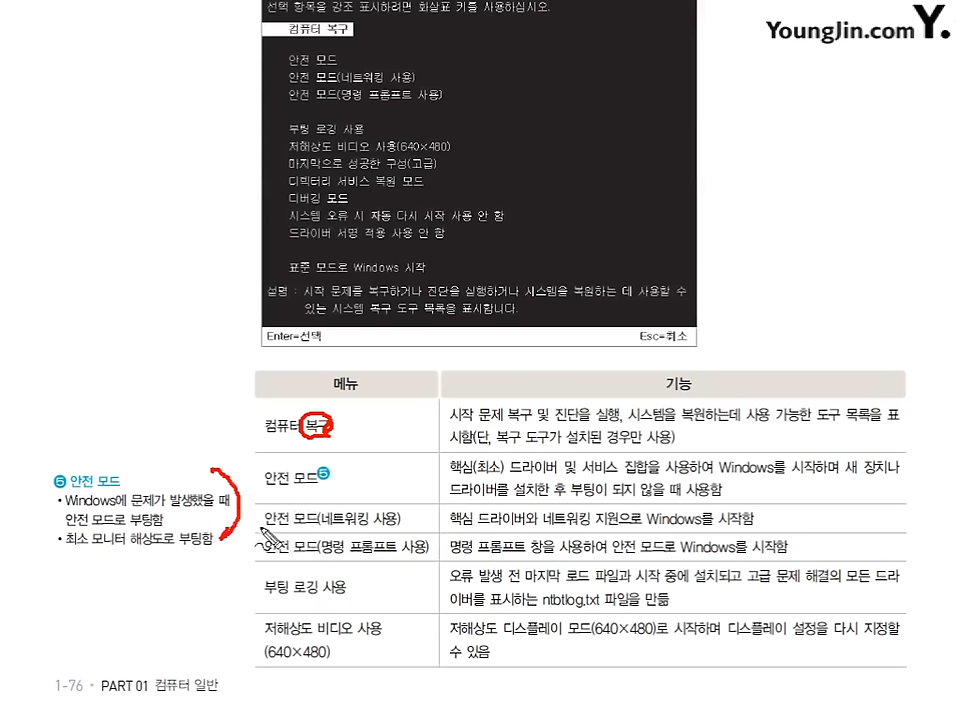 선택 항목을 강조 표시하려면 화살표 키를 사용하십시오.
YoungJin.com Y.
컴퓨터 복구
안전 모드
안전 모드(네트워킹 사용)
안전 모드(명령 프롬프트 사용)
부팅 로깅 사용
저해상도 비디오 사용(640×480)
마지막으로 성공한 구성(고급)
디렉터리 서비스 복원 모드
디버깅 모드
시스템 오류 시 자동 다시 시작 사용 안 함
드라이버 서명 적용 사용 안 함
표준 모드로 Windows 시작
설명 : 시작 문제를 복구하거나 진단을 실행하거나 시스템을 복원하는 데 사용할 수
있는 시스템 복구 도구 목록을 표시합니다.
Enter=선택 Esc=취소
메뉴 기능
컴퓨터 복구 시작 문제 복구 및 진단을 실행, 시스템을 복원하는데 사용 가능한 도구 목록을 표
시함(단, 복구 도구가 설치된 경우만 사용)
안전 모드❺ 핵심(최소) 드라이버 및 서비스 집합을 사용하여 Windows를 시작하며 새 장치나
드라이버를 설치한 후 부팅이 되지 않을 때 사용함
❺ 안전 모드
• Windows에 문제가 발생했을 때
안전 모드로 부팅함
• 최소 모니터 해상도로 부팅함
안전 모드(네트워킹 사용) 핵심 드라이버와 네트워킹 지원으로 Windows를 시작함
안전 모드(명령 프롬프트 사용) 명령 프롬프트 창을 사용하여 안전 모드로 Windows를 시작함
부팅 로깅 사용 오류 발생 전 마지막 로드 파일과 시작 중에 설치되고 고급 문제 해결의 모든 드라
이버를 표시하는 ntbtlog.txt 파일을 만듦
저해상도 비디오 사용
(640×480)
저해상도 디스플레이 모드(640×480)로 시작하며 디스플레이 설정을 다시 지정할
수 있음
1-76 • PART 01 컴퓨터 일반